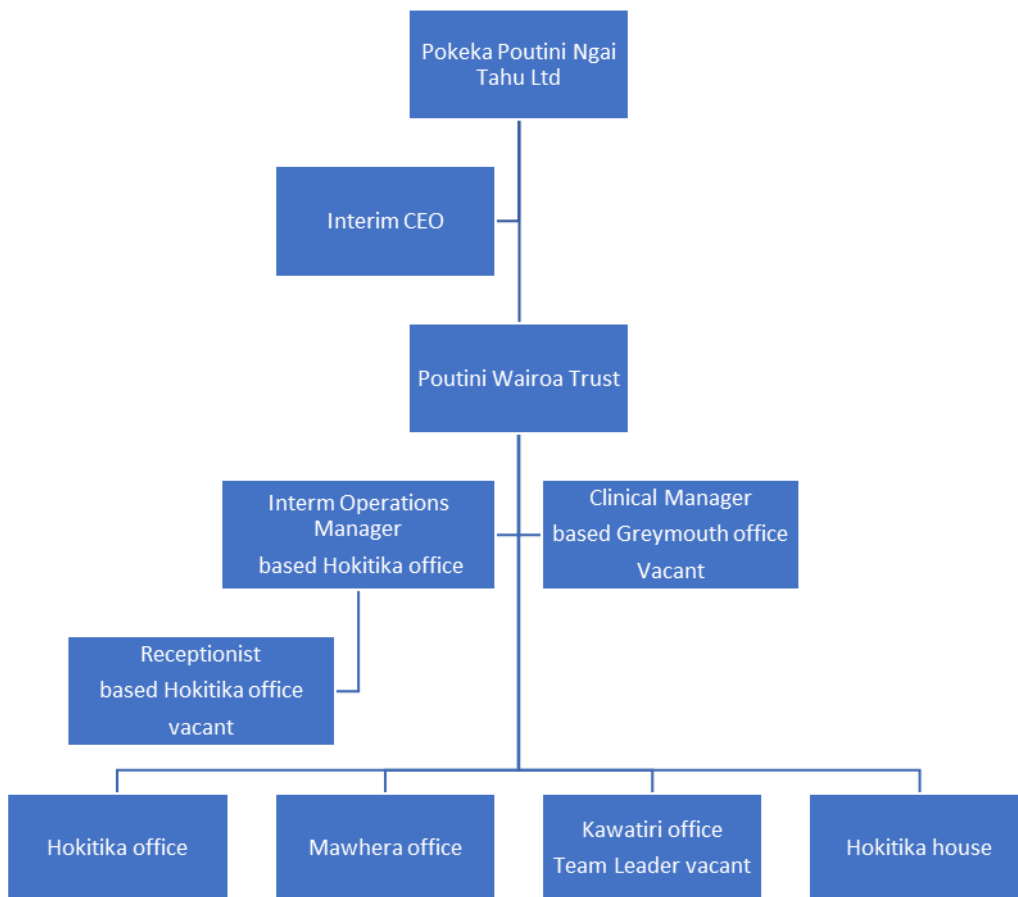 Pokeka Poutini Ngai
Tahu Ltd
Interim CEO
Poutini Wairoa Trust
Interm Operations
Manager
based Hokitika office
Clinical Manager
based Greymouth office
Vacant
Receptionist
based Hokitika office
vacant
Hokitika office
Mawhera office
Kawatiri office
Team Leader vacant
Hokitika house